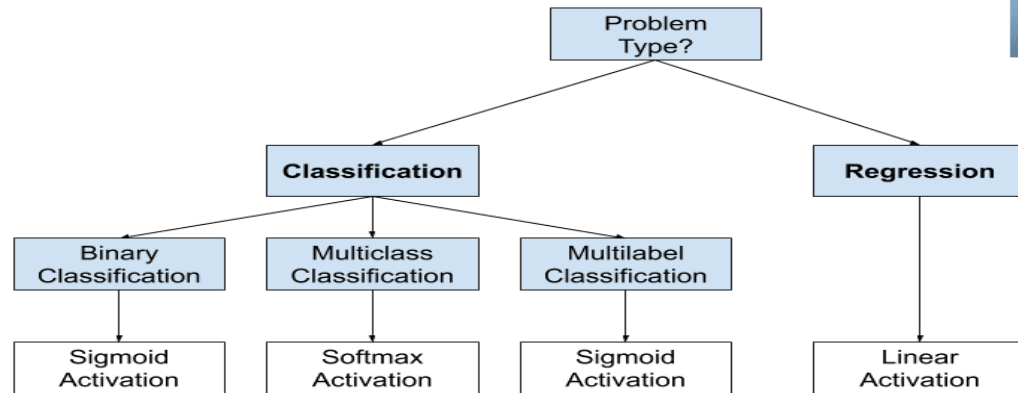 Problem
Type?
Classification
Regression
Binary
Classification
Multiclass
Classification
Multilabel
Classification
Sigmoid
Activation
Softmax
Activation
Sigmoid
Activation
Linear
Activation